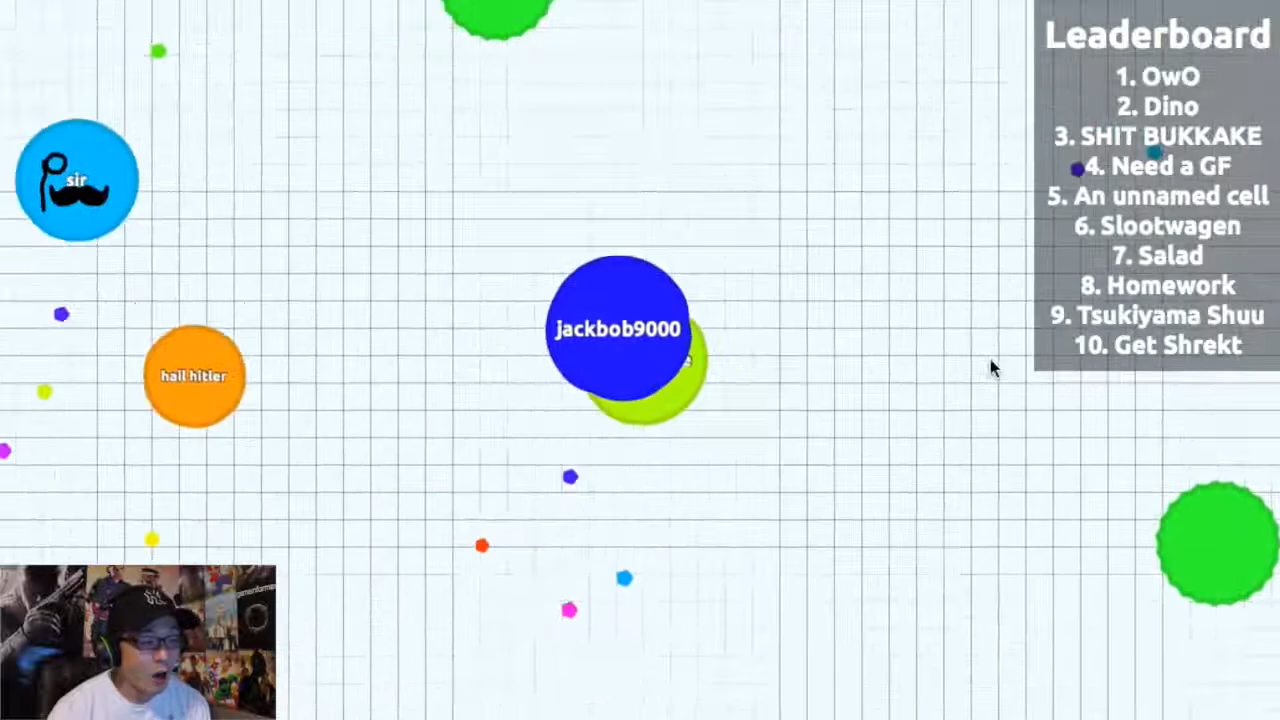 Leaderboard
1. OwO
2. Dino
3. SHIT BUKKAKE
4. Need a GF
5. An unnamed cell
6. Slootwagen
7. Salad
8. Homework
9. Tsukiyama Shuu
10. Get Shrekt
sir
jackbob9000
hail hitler